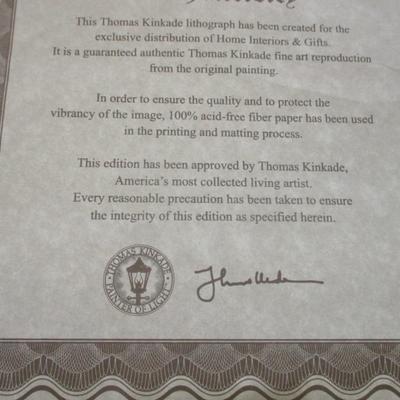 This Thomas Kinkade lithograph has been created for the
exclusive distribution of Home Interiors & Gifts.
It is a guaranteed authentic Thomas Kinkade fine art reproduction
from the original painting.
In order to ensure the quality and to protect the
vibrancy of the image, 100% acid-free fiber paper has been used
in the printing and matting process.
This edition has been approved by Thomas Kinkade,
America's most collected living artist.
Every reasonable precaution has been taken to ensure
the integrity of this edition as specified herein.
THOMAS KINKADE
PAINTER OF LIGHT